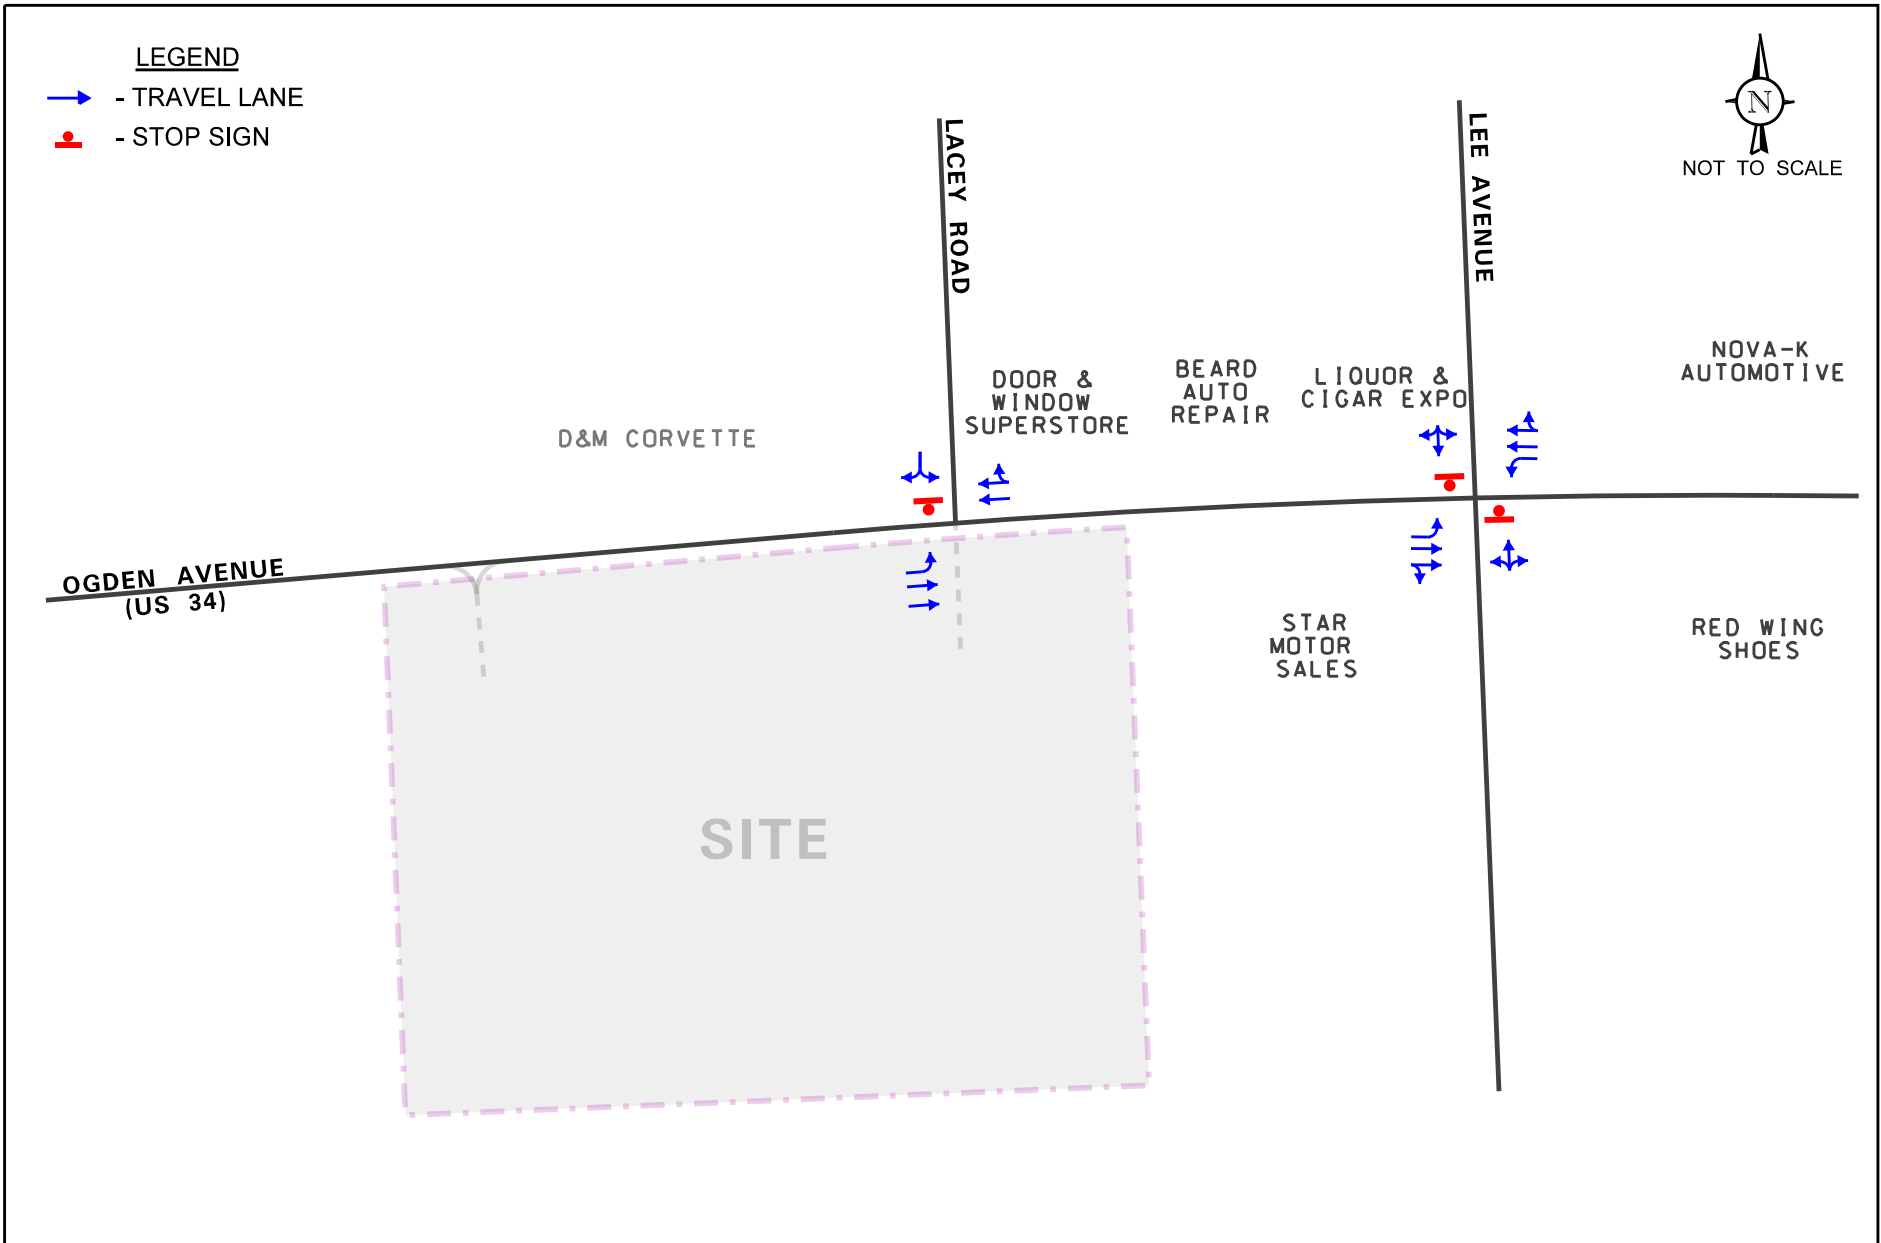 LEGEND
- TRAVEL LANE
- STOP SIGN
N
NOT TO SCALE
LACEY ROAD
LEE AVENUE
NOVA-K
AUTOMOTIVE
BEARD
AUTO
REPAIR
LIQUOR &
CIGAR EXPO
DOOR &
WINDOW
SUPERSTORE
D&M CORVETTE
OGDEN AVENUE
(US 34)
STAR
MOTOR
SALES
RED WING
SHOES
SITE